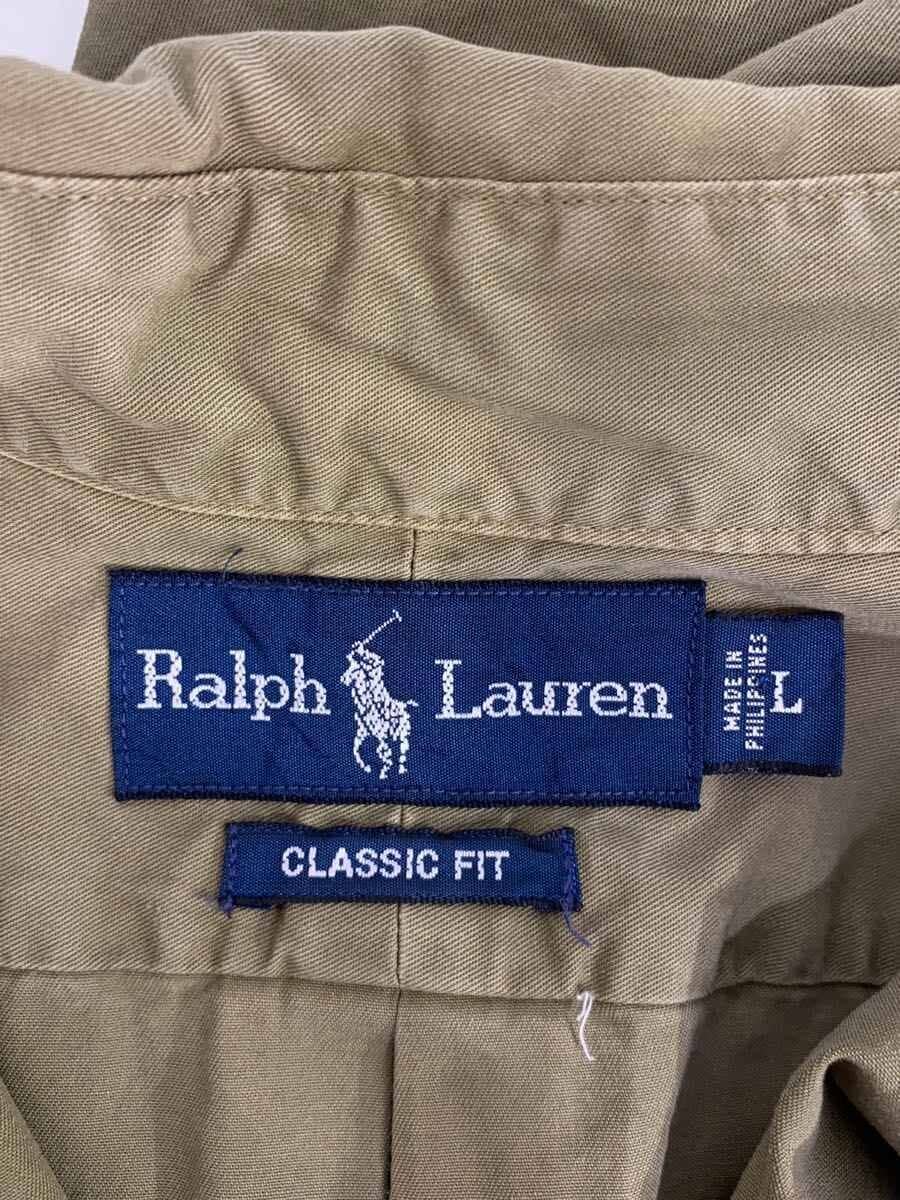 Ralph Lauren
MADE IN
PHILIPPINES
L
CLASSIC FIT